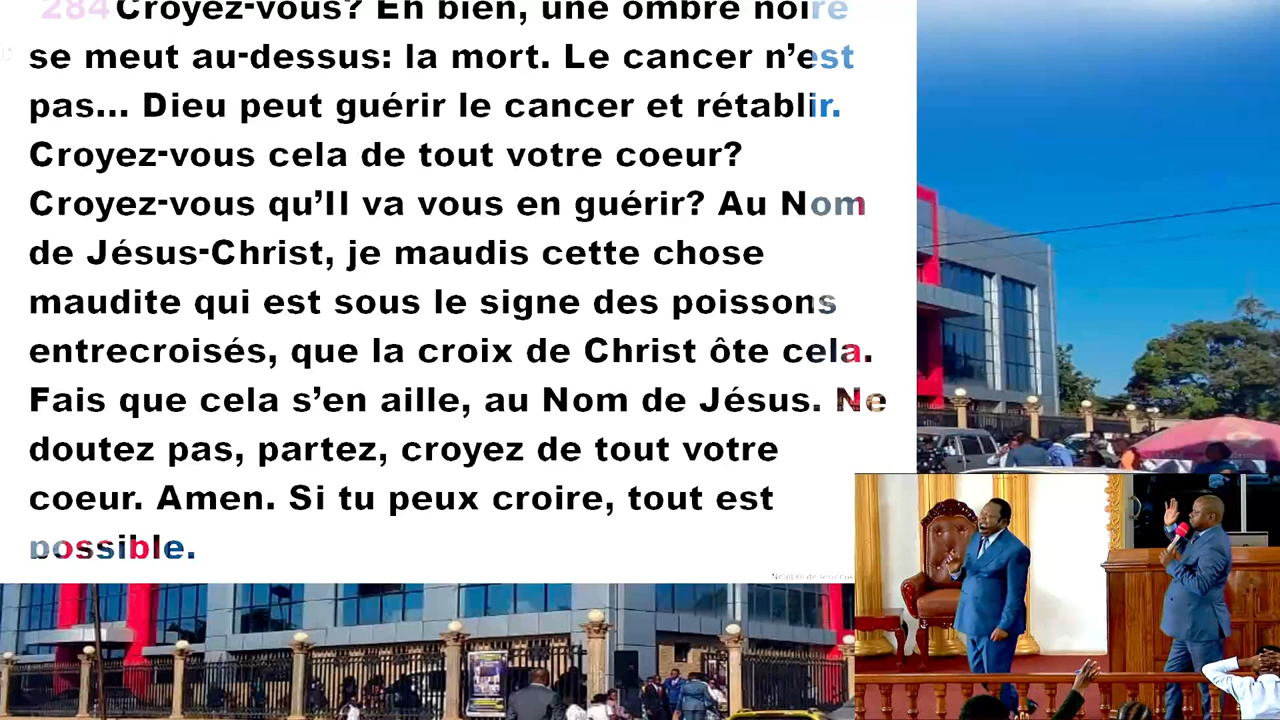 284 Croyez-vous? Eh bien, une ombre noire
se meut au-dessus: la mort. Le cancer n’est
pas... Dieu peut guérir le cancer et rétablir.
Croyez-vous cela de tout votre coeur?
Croyez-vous qu’Il va vous en guérir? Au Nom
de Jésus-Christ, je maudis cette chose
maudite qui est sous le signe des poissons
entrecroisés, que la croix de Christ ôte cela.
Fais que cela s’en aille, au Nom de Jésus. Ne
doutez pas, partez, croyez de tout votre
coeur. Amen. Si tu peux croire, tout est
possible.